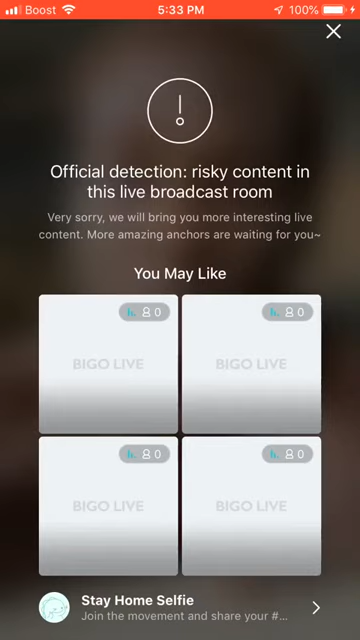 Boost 5:33 PM 100%
Official detection: risky content in
this live broadcast room
Very sorry, we will bring you more interesting live
content. More amazing anchors are waiting for you~
You May Like
0 0
BIGO LIVE BIGO LIVE
0 0
BIGO LIVE BIGO LIVE
Stay Home Selfie
Join the movement and share your #...